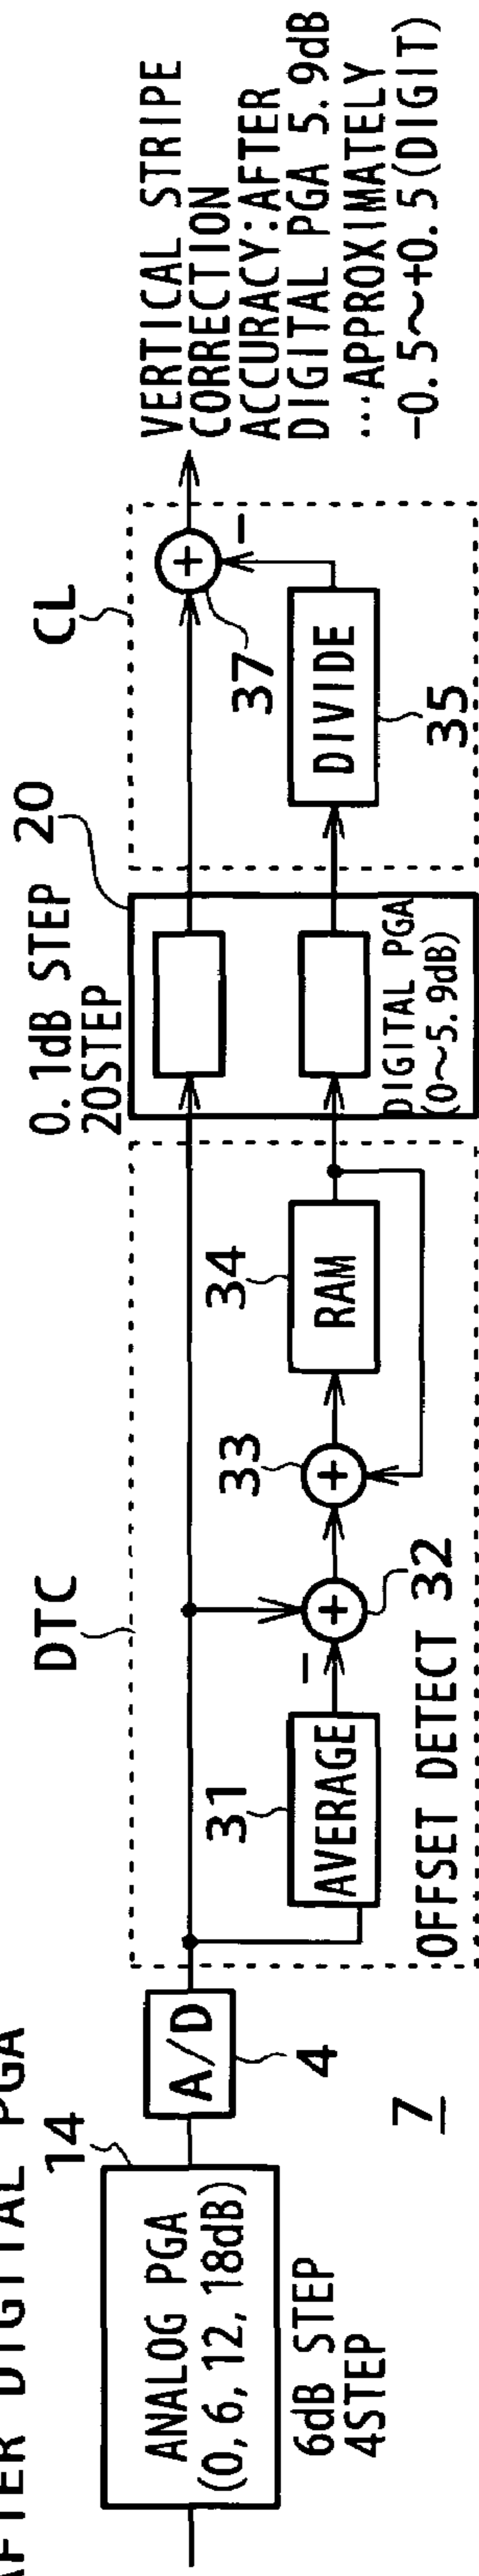 AFTER DIGITAL PGA
14
ANALOG PGA
(0, 6, 12, 18dB)
6dB STEP
4STEP
A/D
4
7
DTC
31
AVERAGE
OFFSET DETECT
−
+
32
33
+
34
RAM
0.1dB STEP
20STEP
20
DIGITAL PGA
(0～5.9dB)
CL
37
+
−
DIVIDE
35
VERTICAL STRIPE
CORRECTION
ACCURACY:AFTER
DIGITAL PGA 5.9dB
...APPROXIMATELY
-0.5～+0.5(DIGIT)